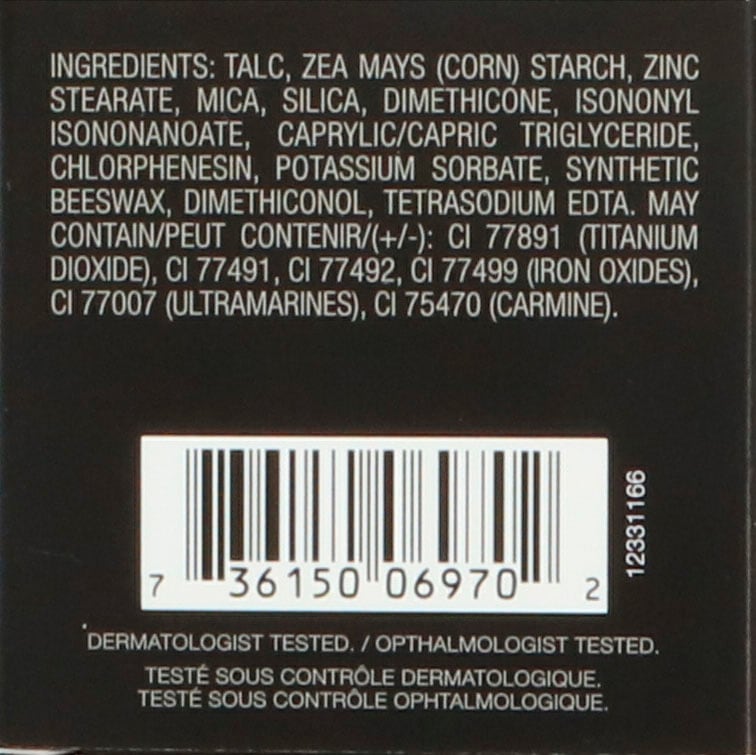 INGREDIENTS: TALC, ZEA MAYS (CORN) STARCH, ZINC
STEARATE, MICA, SILICA, DIMETHICONE, ISONONYL
ISONONANOATE, CAPRYLIC/CAPRIC TRIGLYCERIDE,
CHLORPHENESIN, POTASSIUM SORBATE, SYNTHETIC
BEESWAX, DIMETHICONOL, TETRASODIUM EDTA. MAY
CONTAIN/PEUT CONTENIR/(+/-): CI 77891 (TITANIUM
DIOXIDE), CI 77491, CI 77492, CI 77499 (IRON OXIDES),
CI 77007 (ULTRAMARINES), CI 75470 (CARMINE).
7 36150 06970 2
12331166
DERMATOLOGIST TESTED. / OPTHALMOLOGIST TESTED.
TESTÉ SOUS CONTRÔLE DERMATOLOGIQUE.
TESTÉ SOUS CONTRÔLE OPHTALMOLOGIQUE.